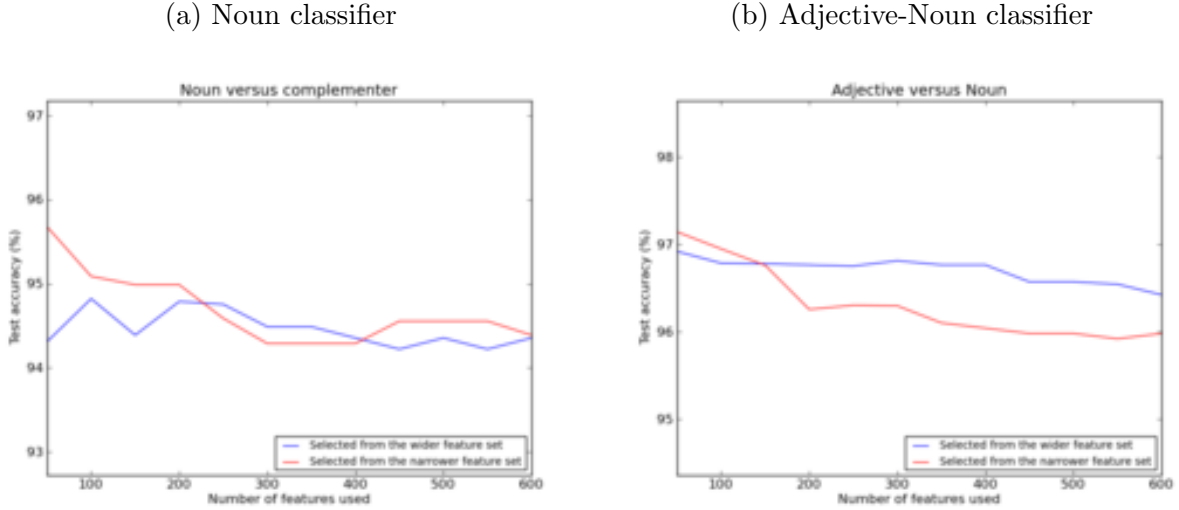 (a) Noun classifier
Noun versus complementer
97
96
95
94
93
Test accuracy (%)
Selected from the wider feature set
Selected from the narrower feature set
100 200 300 400 500 600
Number of features used
(b) Adjective-Noun classifier
Adjective versus Noun
98
97
96
95
Test accuracy (%)
Selected from the wider feature set
Selected from the narrower feature set
100 200 300 400 500 600
Number of features used